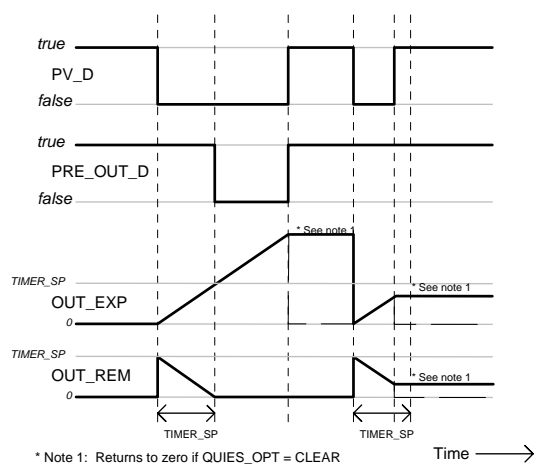 true
PV_D
false
true
PRE_OUT_D
false
* See note 1
TIMER_SP
* See note 1
OUT_EXP
0
TIMER_SP
OUT_REM
* See note 1
0
TIMER_SP TIMER_SP
* Note 1: Returns to zero if QUIES_OPT = CLEAR
Time